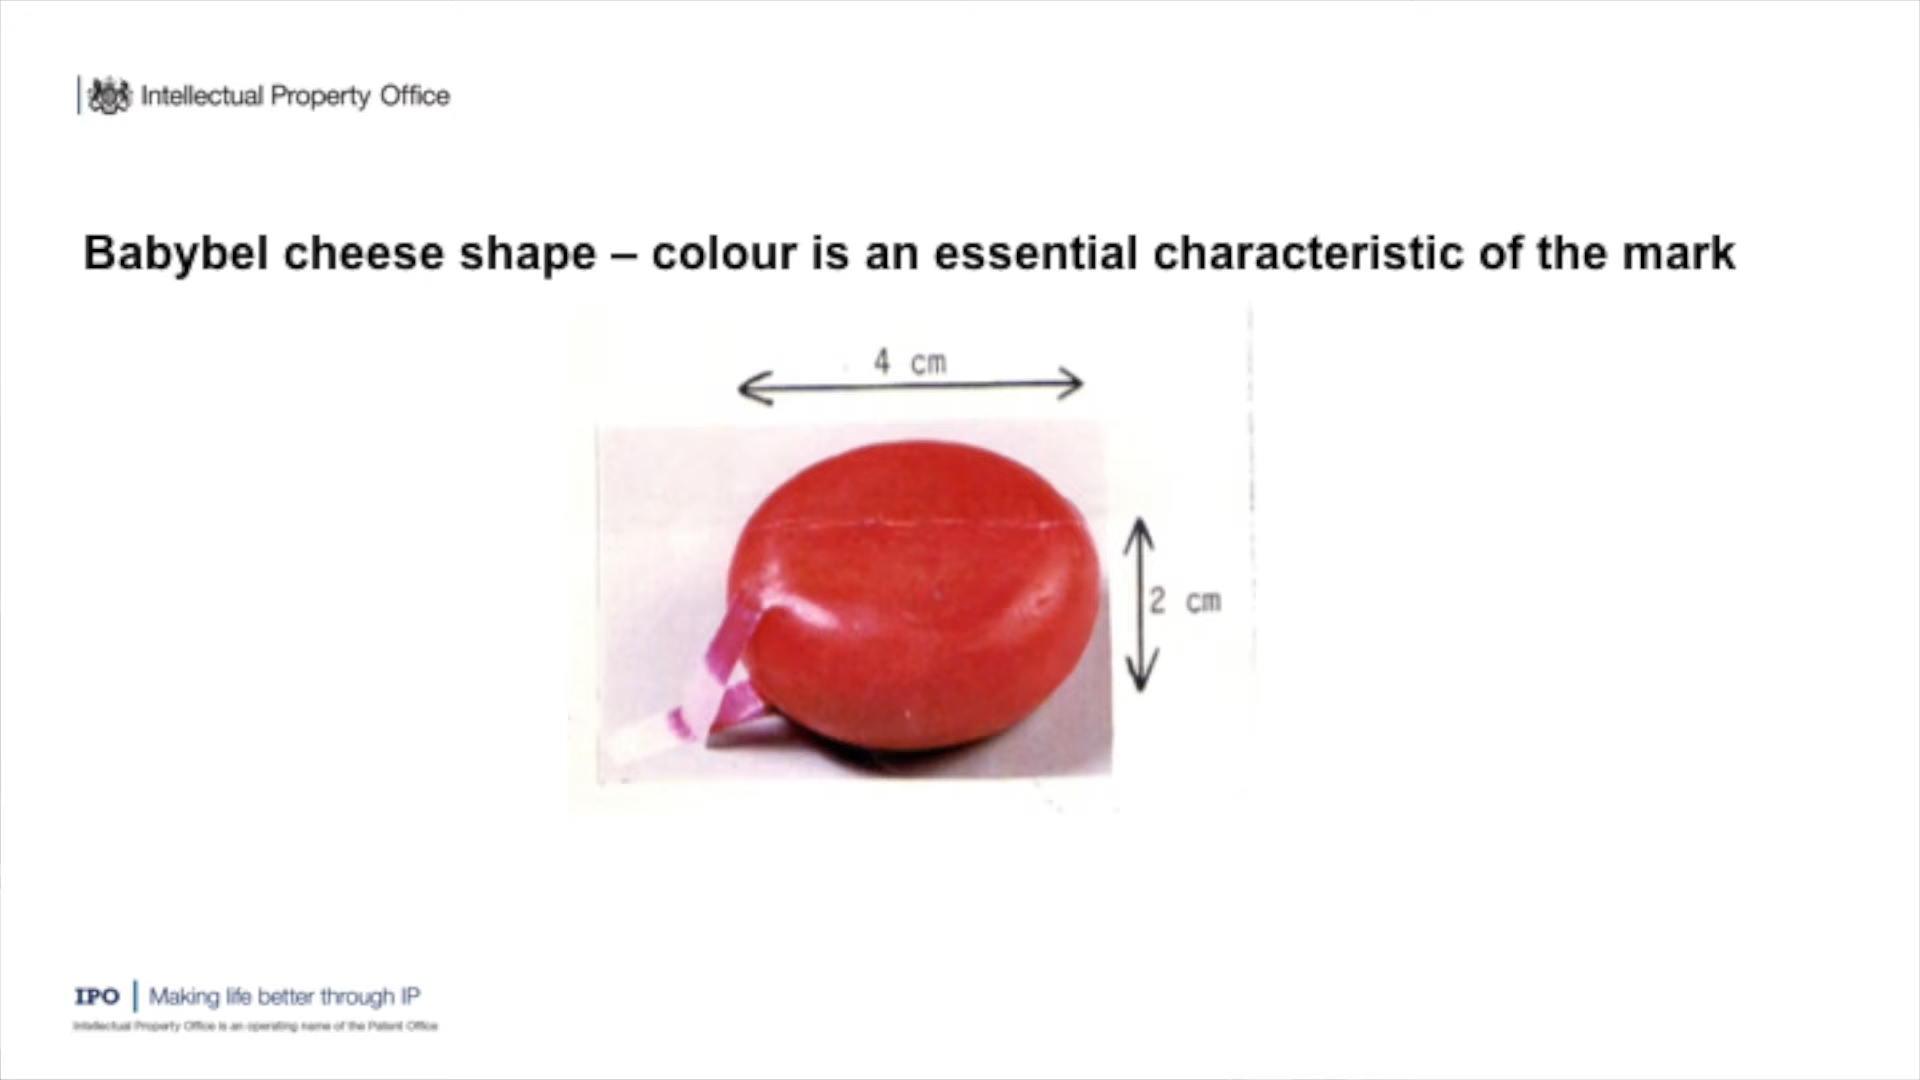 Intellectual Property Office
Babybel cheese shape – colour is an essential characteristic of the mark
4 cm
2 cm
IPO | Making life better through IP
Intellectual Property Office is an operating name of the Patent Office